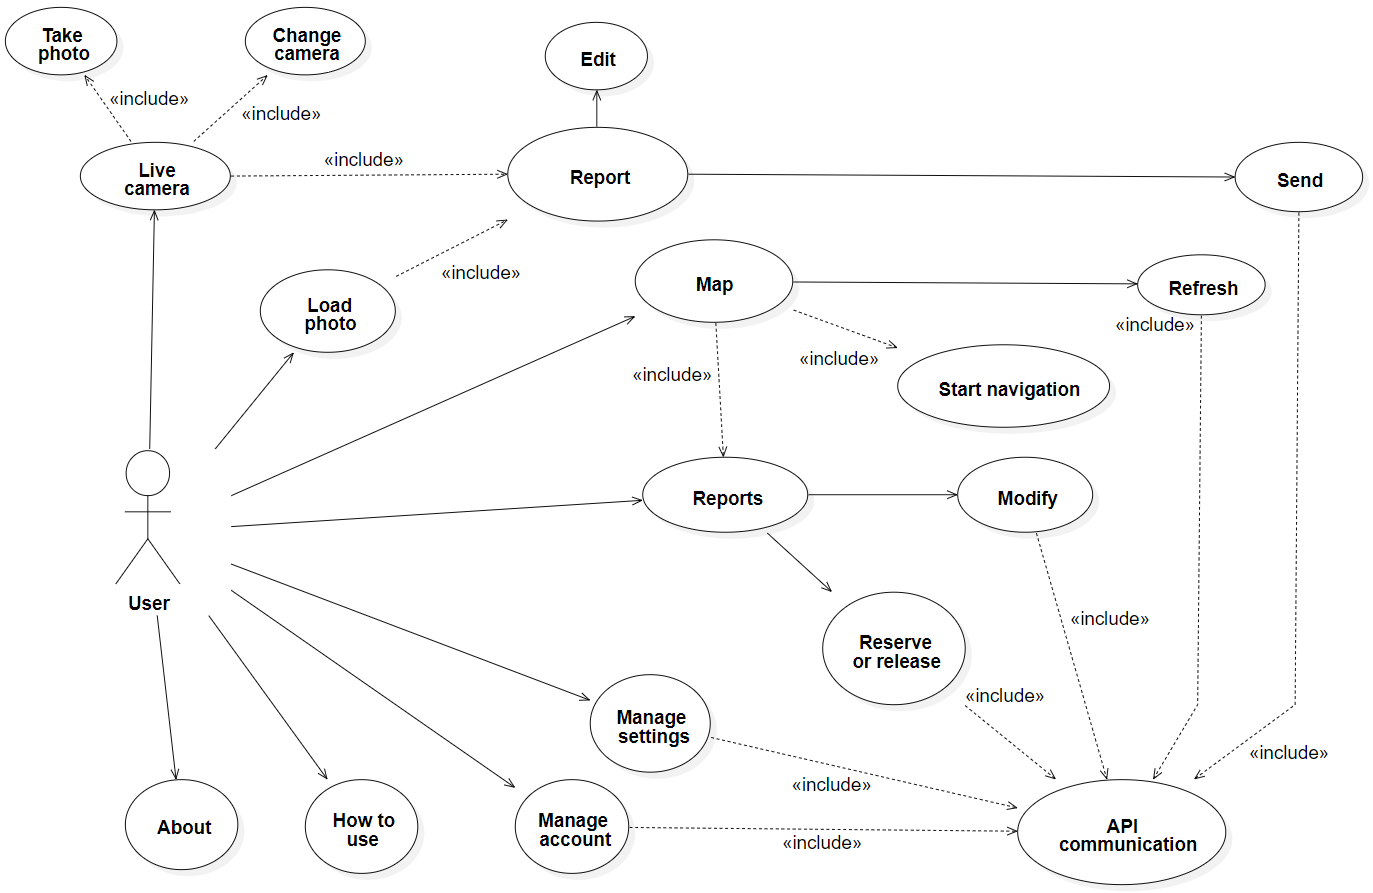 Take
photo
Change
camera
Edit
«include»
«include»
Live
camera
«include»
Report
Send
«include»
Load
photo
Map
Refresh
«include»
«include»
«include»
Start navigation
Reports
Modify
User
«include»
Reserve
or release
«include»
Manage
settings
«include»
«include»
About
How to
use
Manage
account
«include»
API
communication